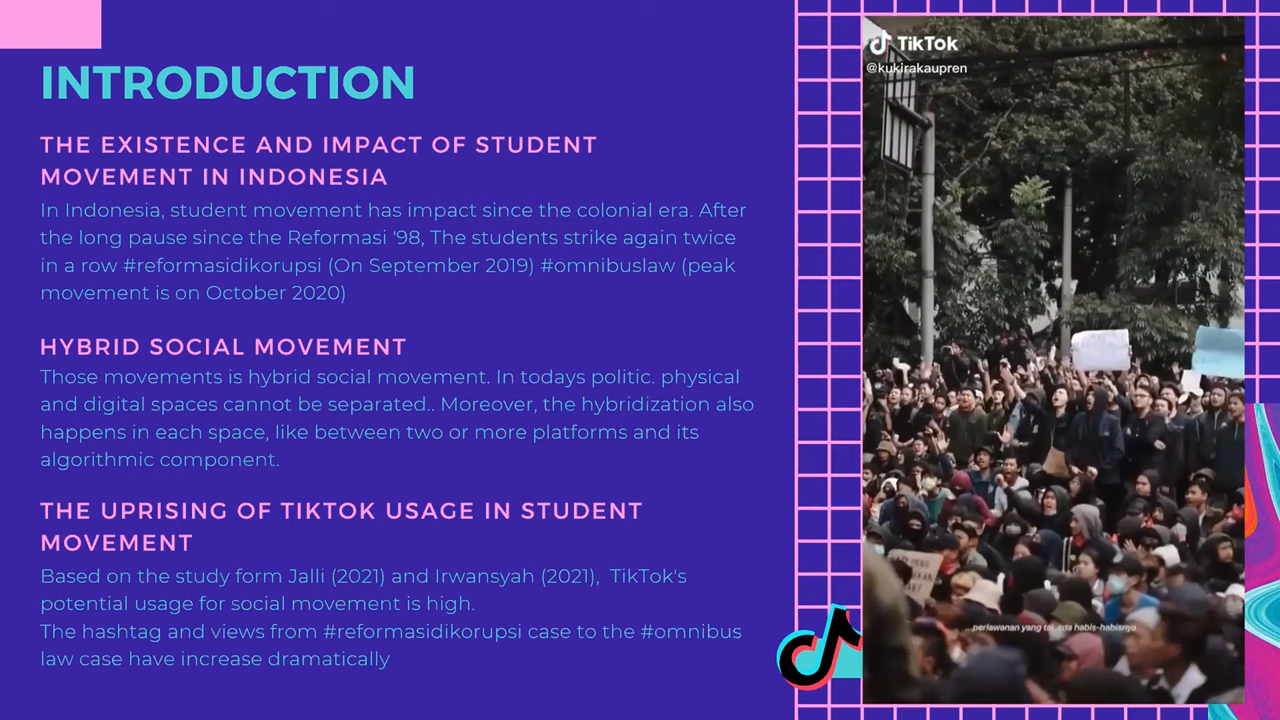 INTRODUCTION
THE EXISTENCE AND IMPACT OF STUDENT
MOVEMENT IN INDONESIA
In Indonesia, student movement has impact since the colonial era. After
the long pause since the Reformasi '98, The students strike again twice
in a row #reformasidikorupsi (On September 2019) #omnibuslaw (peak
movement is on October 2020)
HYBRID SOCIAL MOVEMENT
Those movements is hybrid social movement. In todays politic. physical
and digital spaces cannot be separated.. Moreover, the hybridization also
happens in each space, like between two or more platforms and its
algorithmic component.
THE UPRISING OF TIKTOK USAGE IN STUDENT
MOVEMENT
Based on the study form Jalli (2021) and Irwansyah (2021),  TikTok's
potential usage for social movement is high.
The hashtag and views from #reformasidikorupsi case to the #omnibus
law case have increase dramatically
TikTok
@kukirakaupren
...perlawanan yang tak ada habis-habisnya